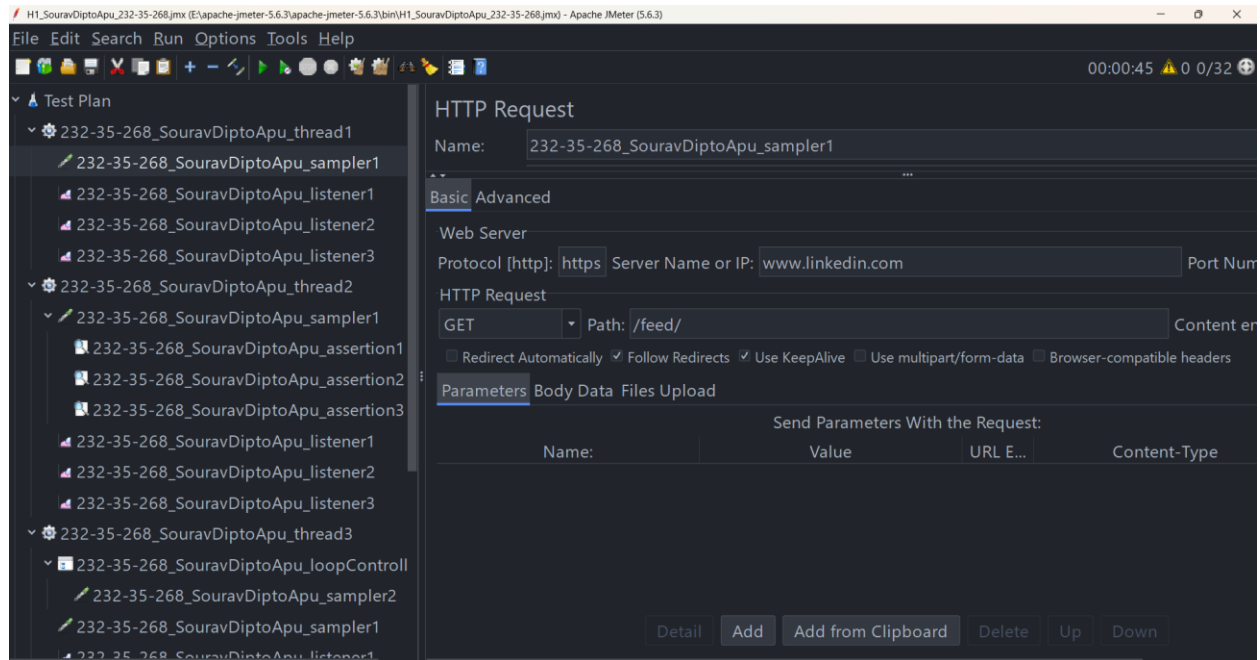 H1_SouravDiptoApu_232-35-268.jmx (E:\apache-jmeter-5.6.3\apache-jmeter-5.6.3\bin\H1_SouravDiptoApu_232-35-268.jmx) - Apache JMeter (5.6.3)
File Edit Search Run Options Tools Help
00:00:45 0 0/32
Test Plan
232-35-268_SouravDiptoApu_thread1
232-35-268_SouravDiptoApu_sampler1
232-35-268_SouravDiptoApu_listener1
232-35-268_SouravDiptoApu_listener2
232-35-268_SouravDiptoApu_listener3
232-35-268_SouravDiptoApu_thread2
232-35-268_SouravDiptoApu_sampler1
232-35-268_SouravDiptoApu_assertion1
232-35-268_SouravDiptoApu_assertion2
232-35-268_SouravDiptoApu_assertion3
232-35-268_SouravDiptoApu_listener1
232-35-268_SouravDiptoApu_listener2
232-35-268_SouravDiptoApu_listener3
232-35-268_SouravDiptoApu_thread3
232-35-268_SouravDiptoApu_loopControll
232-35-268_SouravDiptoApu_sampler2
232-35-268_SouravDiptoApu_sampler1
232-35-268_SouravDiptoApu_listener1
HTTP Request
Name: 232-35-268_SouravDiptoApu_sampler1
Basic Advanced
Web Server
Protocol [http]: https Server Name or IP: www.linkedin.com Port Num
HTTP Request
GET Path: /feed/ Content en
Redirect Automatically Follow Redirects Use KeepAlive Use multipart/form-data Browser-compatible headers
Parameters Body Data Files Upload
Send Parameters With the Request:
Name: Value URL E... Content-Type
Detail Add Add from Clipboard Delete Up Down